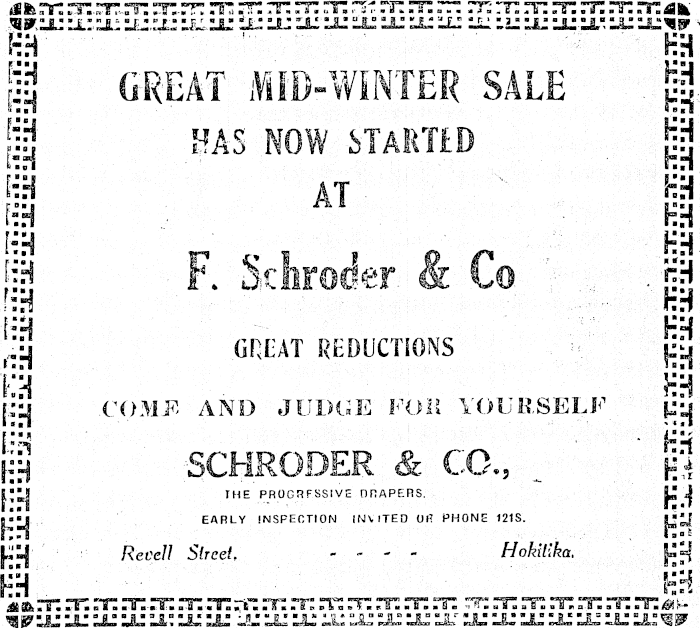 GREAT MID-WINTER SALE
HAS NOW STARTED
AT
F. Schroder & Co
GREAT REDUCTIONS
COME AND JUDGE FOR YOURSELF
SCHRODER & CO.,
THE PROGRESSIVE DRAPERS.
EARLY INSPECTION INVITED OR PHONE 121S.
Revell Street, - - - - Hokitika.